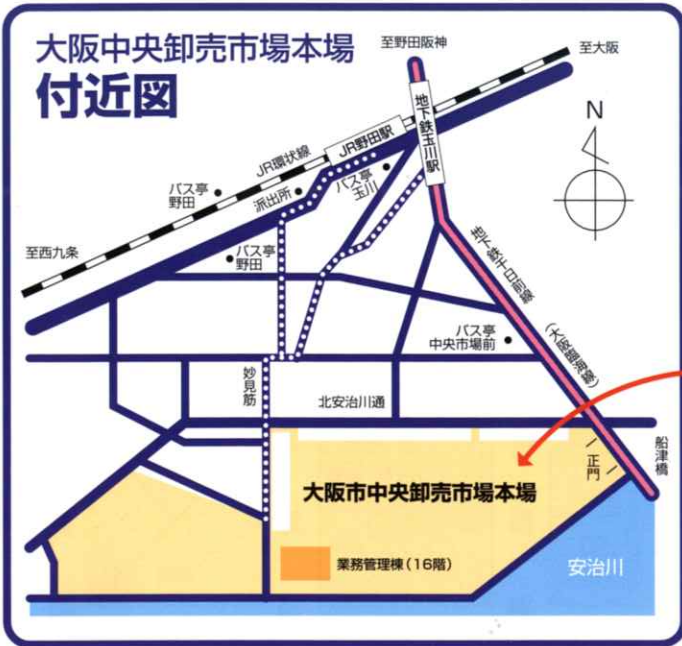 大阪中央卸売市場本場
付近図
至野田阪神
至大阪
地下鉄玉川駅
JR野田駅
JR環状線
N
バス亭
玉川
派出所
バス亭
野田
至西九条
バス亭
野田
地下鉄千日前線
(大阪臨海線)
バス亭
中央市場前
妙見筋
北安治川通
船津橋
正門
大阪市中央卸売市場本場
業務管理棟(16階)
安治川